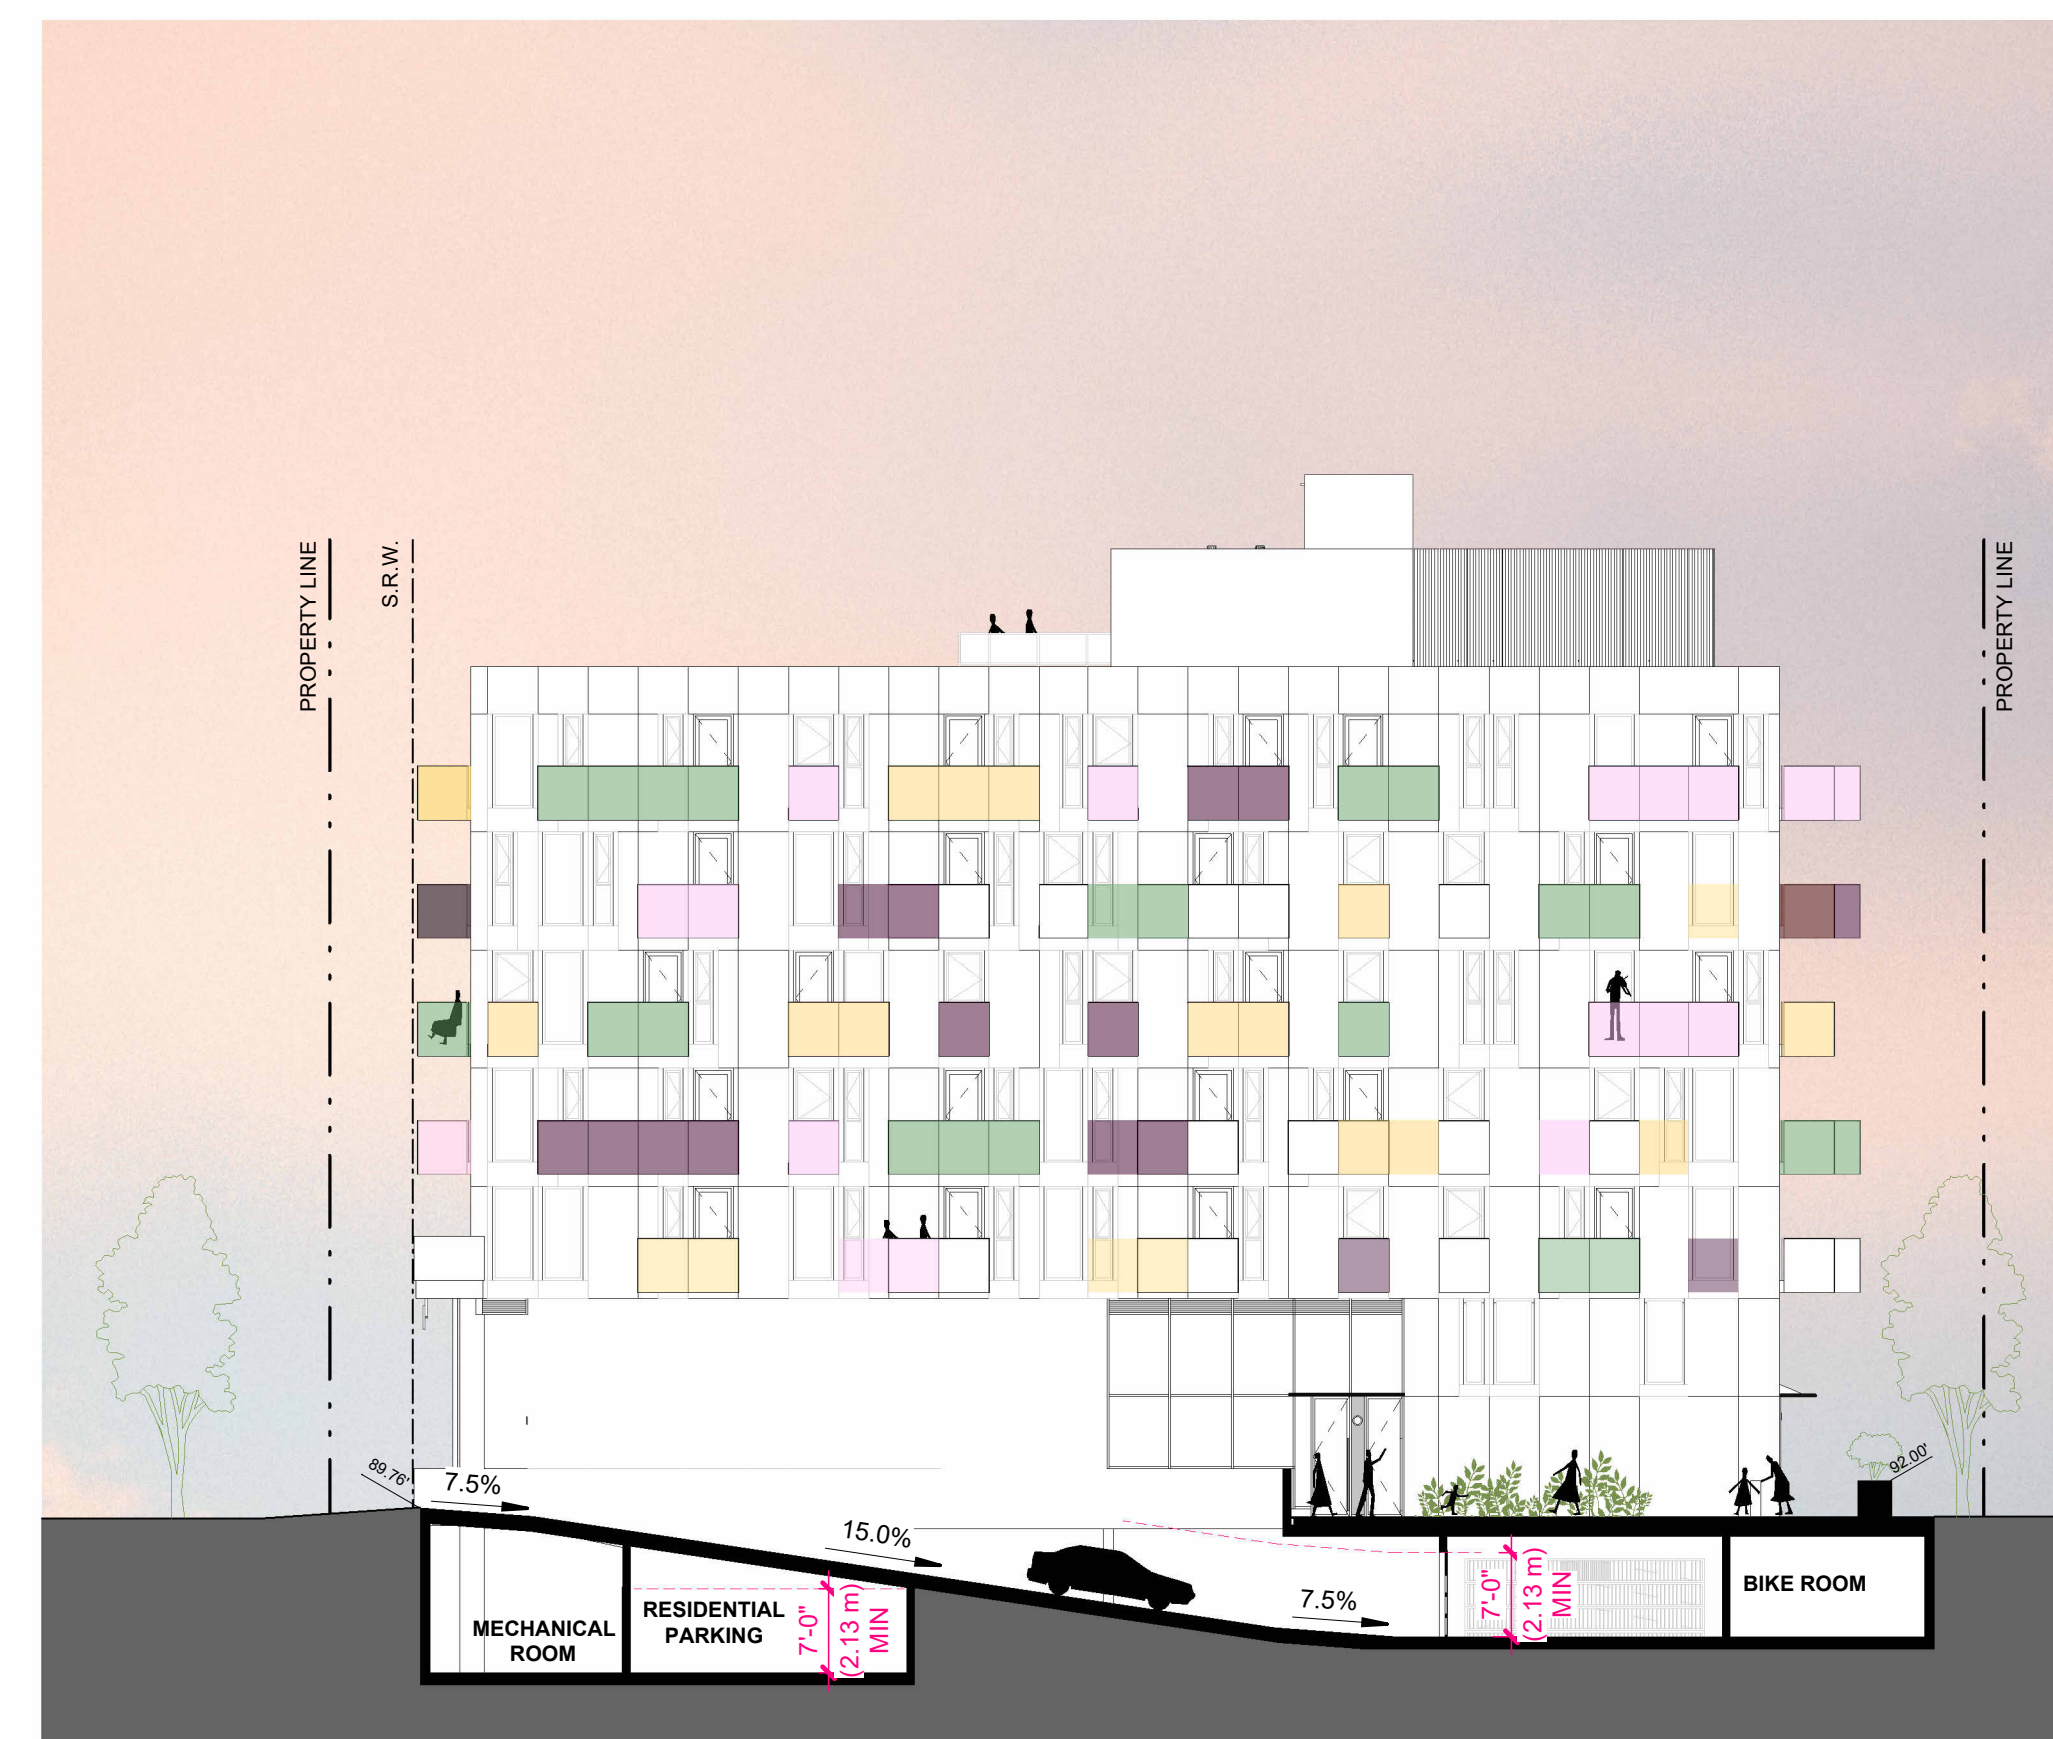 PROPERTY LINE
S.R.W.
PROPERTY LINE
89.76'
7.5%
15.0%
7.5%
92.00'
MECHANICAL
ROOM
RESIDENTIAL
PARKING
7'-0"
(2.13 m)
MIN
7'-0"
(2.13 m)
MIN
BIKE ROOM